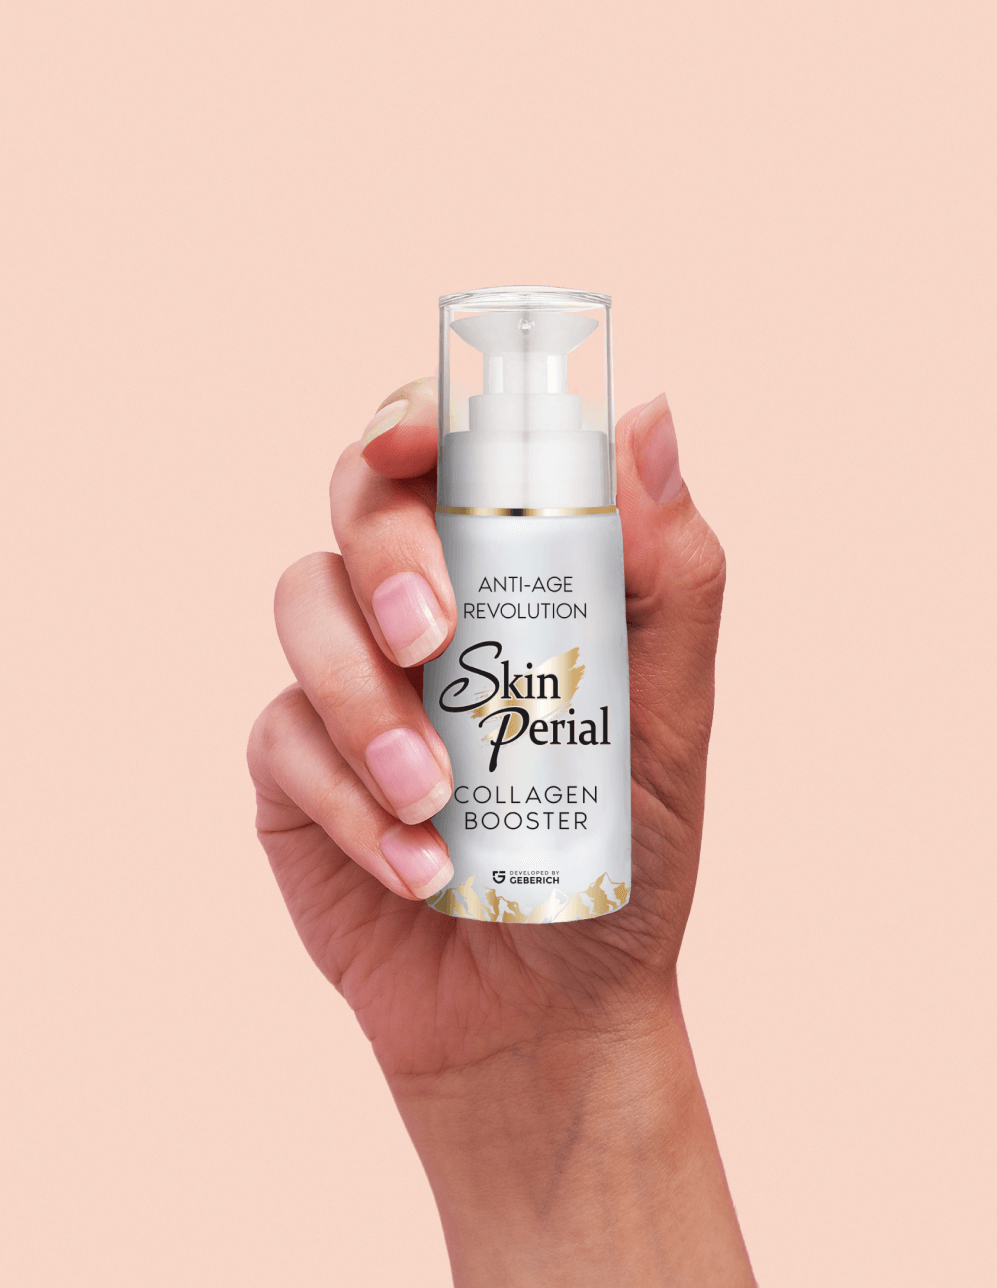 ANTI-AGE
REVOLUTION
Skin
Perial
COLLAGEN
BOOSTER
DEVELOPED BY
GEBERICH